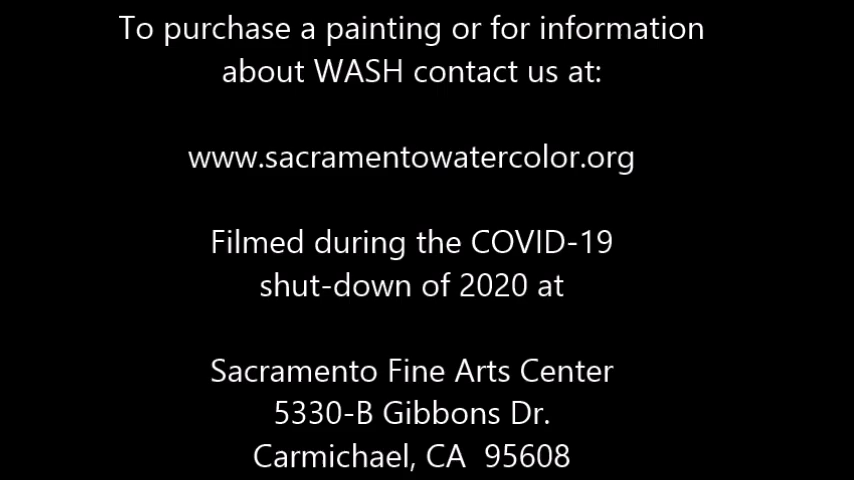 To purchase a painting or for information
about WASH contact us at:
www.sacramentowatercolor.org
Filmed during the COVID-19
shut-down of 2020 at
Sacramento Fine Arts Center
5330-B Gibbons Dr.
Carmichael, CA  95608